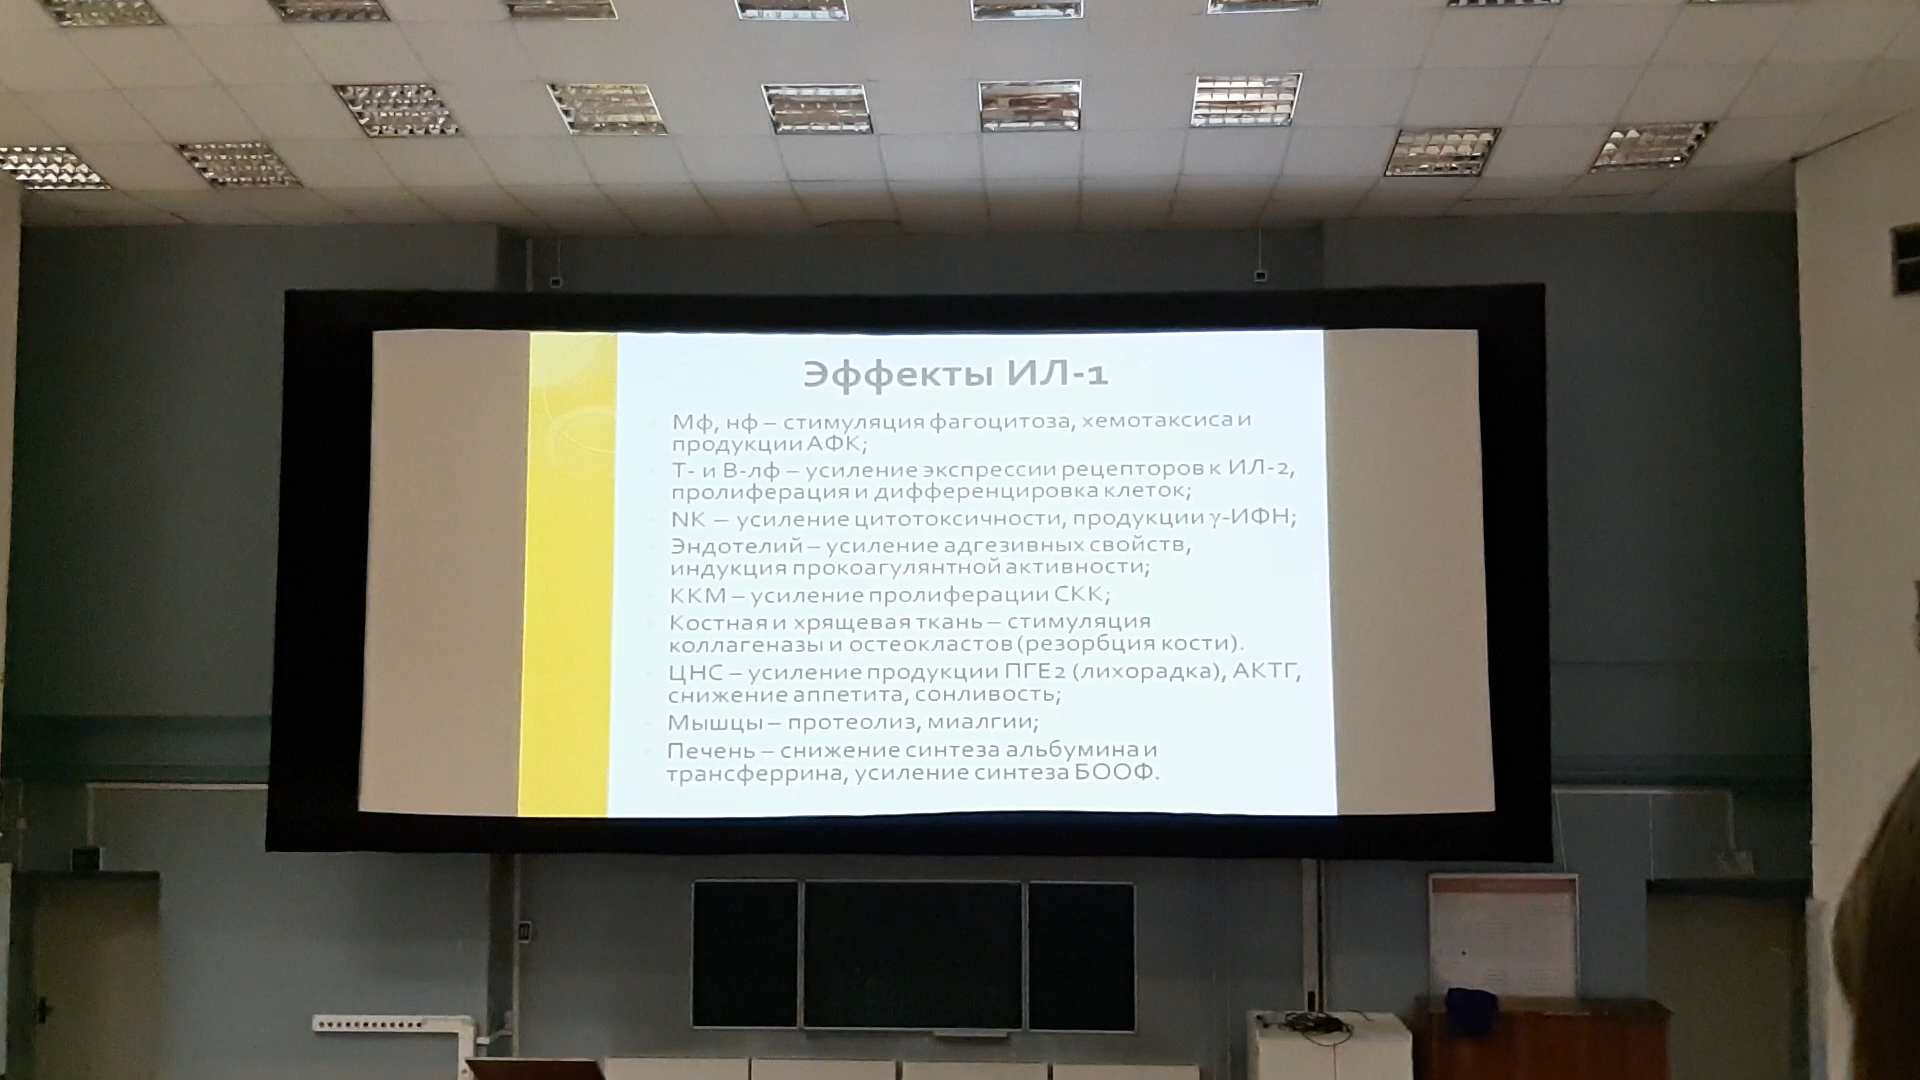 Эффекты ИЛ-1
Мф, нф – стимуляция фагоцитоза, хемотаксиса и
продукции АФК;
Т- и В-лф – усиление экспрессии рецепторов к ИЛ-2,
пролиферация и дифференцировка клеток;
NK – усиление цитотоксичности, продукции γ-ИФН;
Эндотелий – усиление адгезивных свойств,
индукция прокоагулянтной активности;
ККМ – усиление пролиферации СКК;
Костная и хрящевая ткань – стимуляция
коллагеназы и остеокластов (резорбция кости).
ЦНС – усиление продукции ПГЕ2 (лихорадка), АКТГ,
снижение аппетита, сонливость;
Мышцы – протеолиз, миалгии;
Печень – снижение синтеза альбумина и
трансферрина, усиление синтеза БООФ.